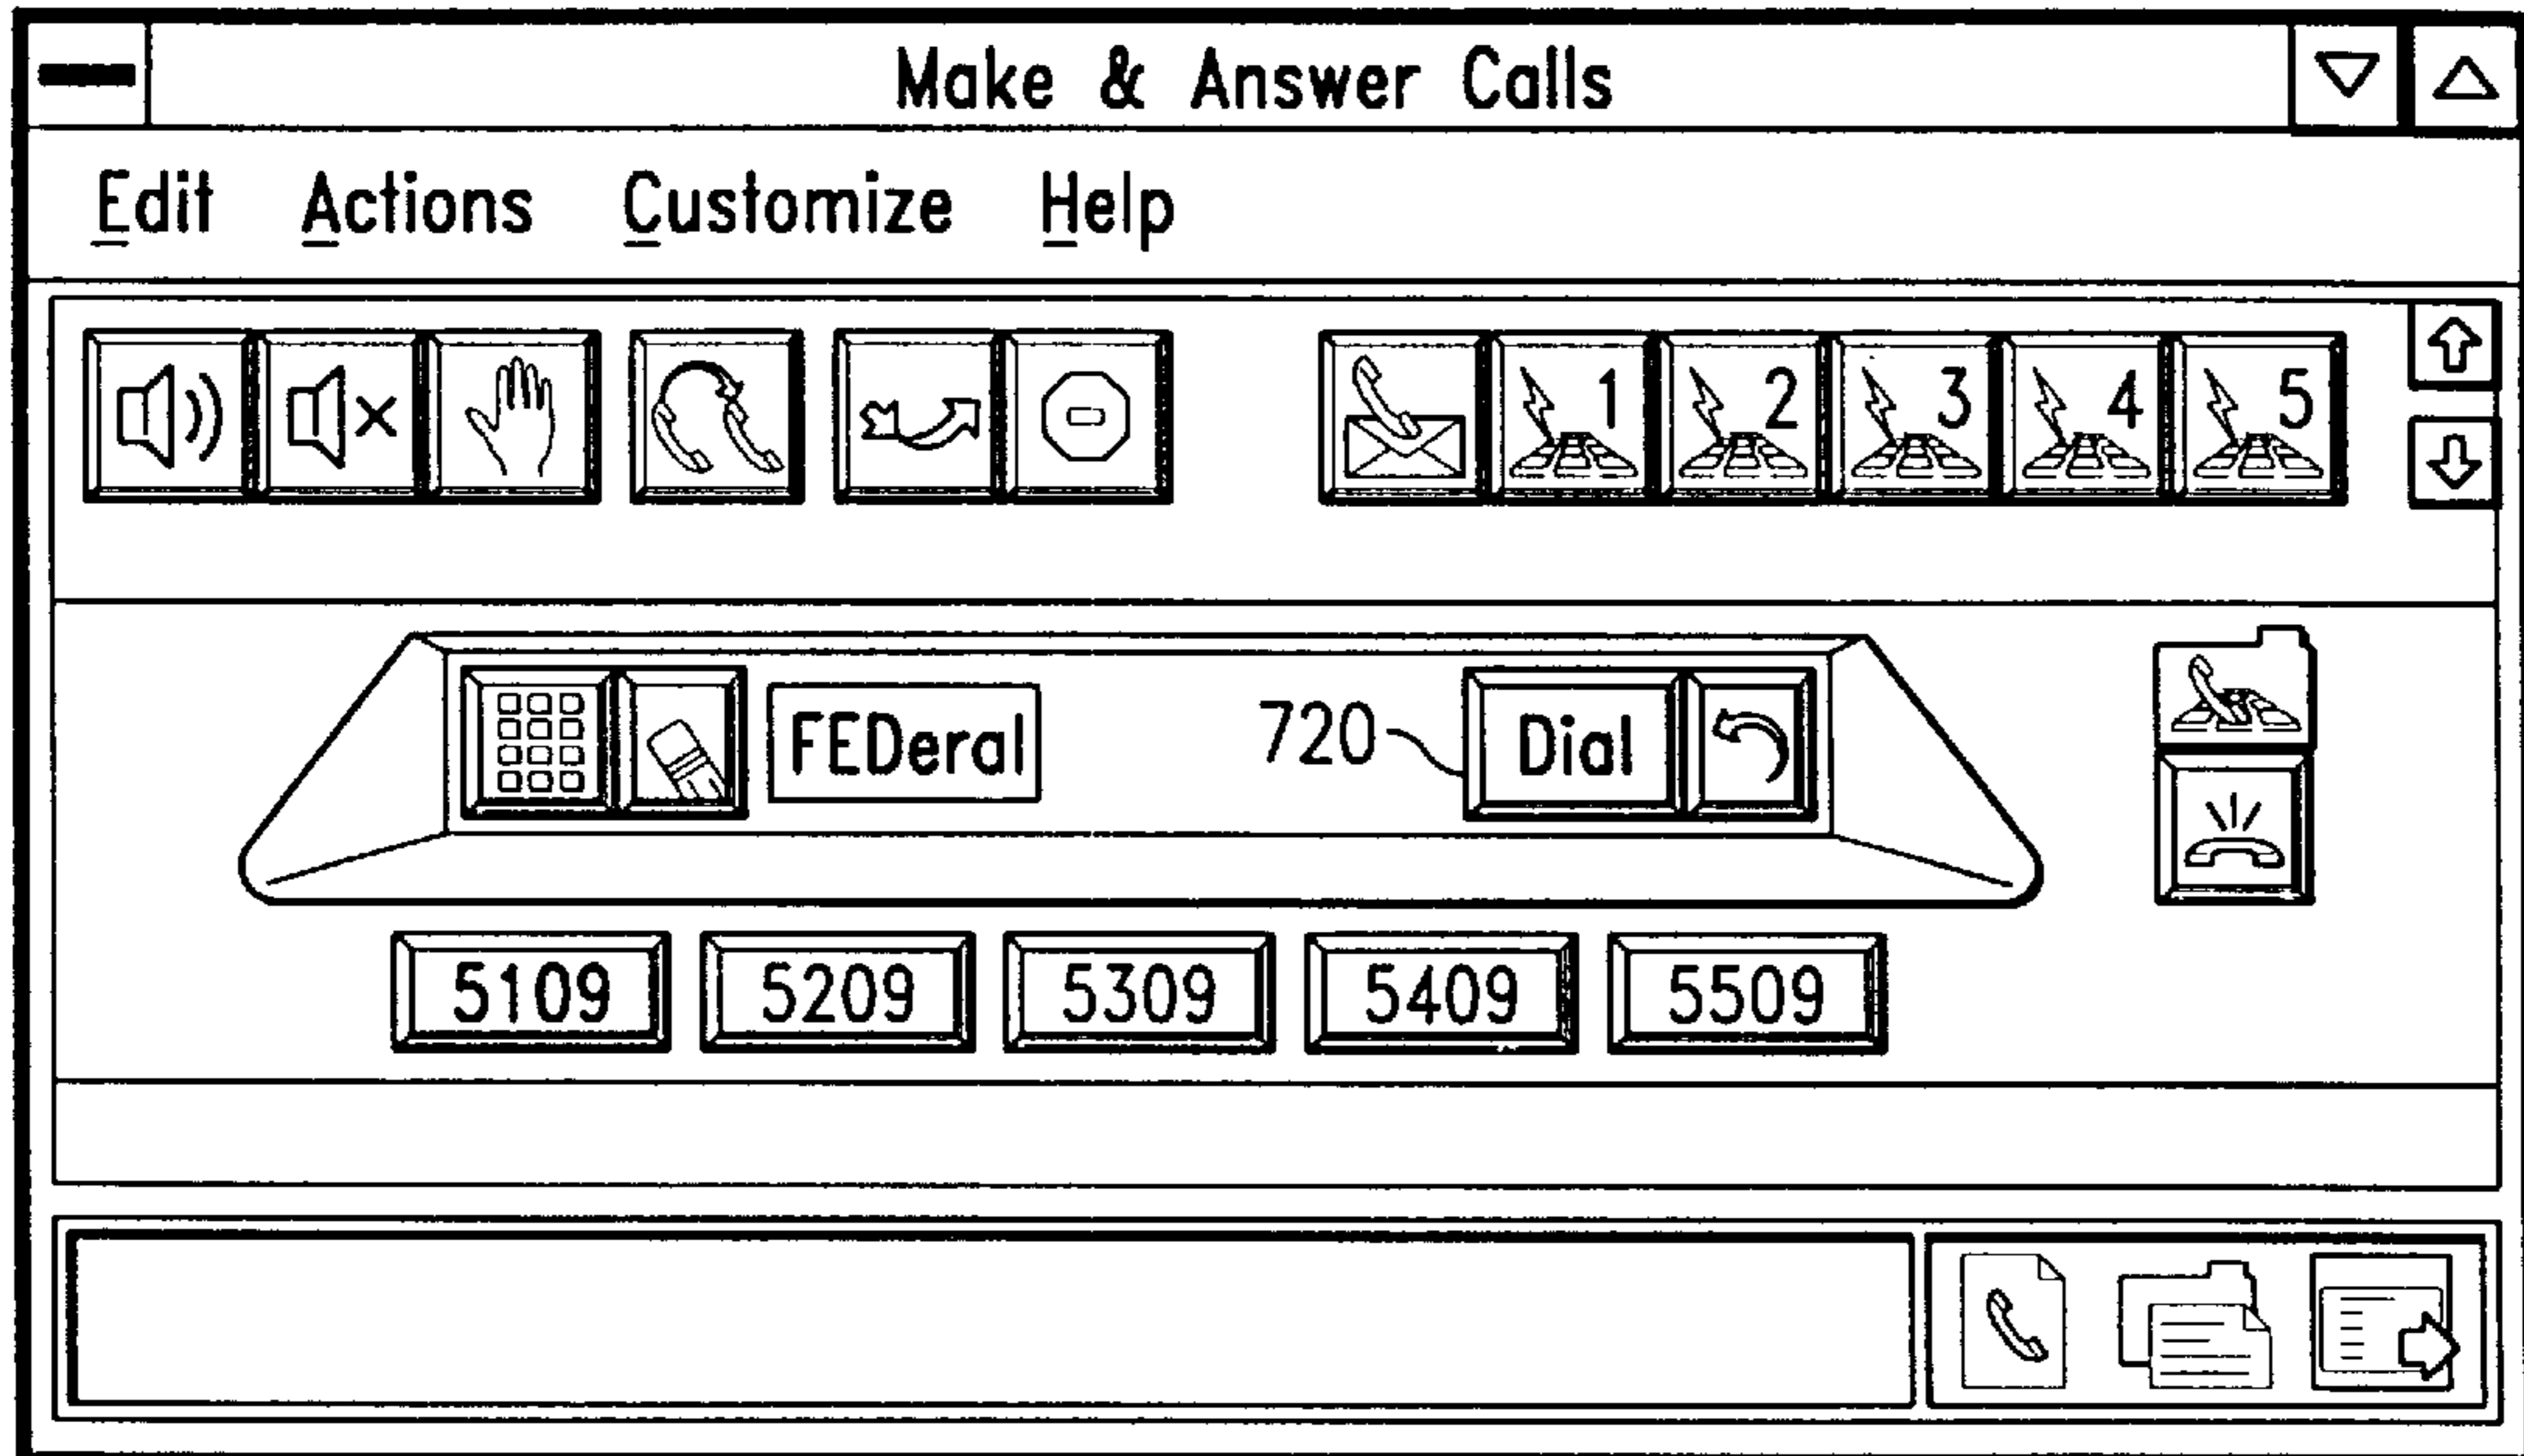 Make & Answer Calls
Edit Actions Customize Help
1 2 3 4 5
FEDeral 720 Dial
5109 5209 5309 5409 5509